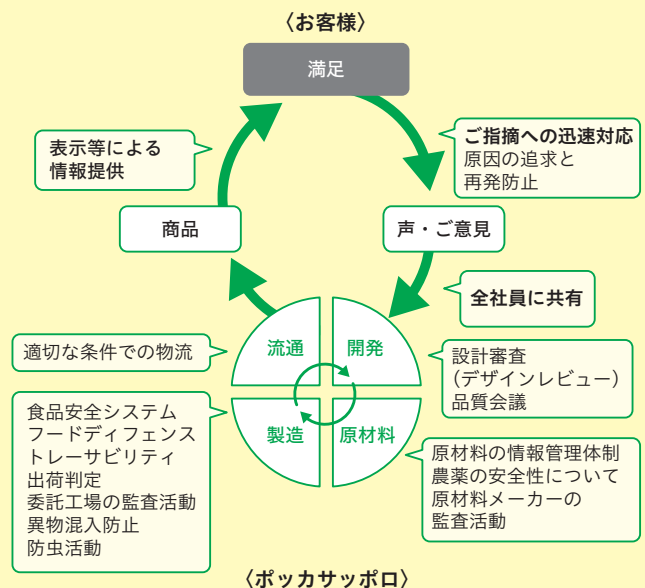 〈お客様〉
満足
ご指摘への迅速対応
原因の追求と
再発防止
表示等による
情報提供
商品
声・ご意見
全社員に共有
流通
開発
製造
原材料
適切な条件での物流
設計審査
(デザインレビュー)
品質会議
食品安全システム
フードディフェンス
トレーサビリティ
出荷判定
委託工場の監査活動
異物混入防止
防虫活動
原材料の情報管理体制
農薬の安全性について
原材料メーカーの
監査活動
〈ポッカサッポロ〉